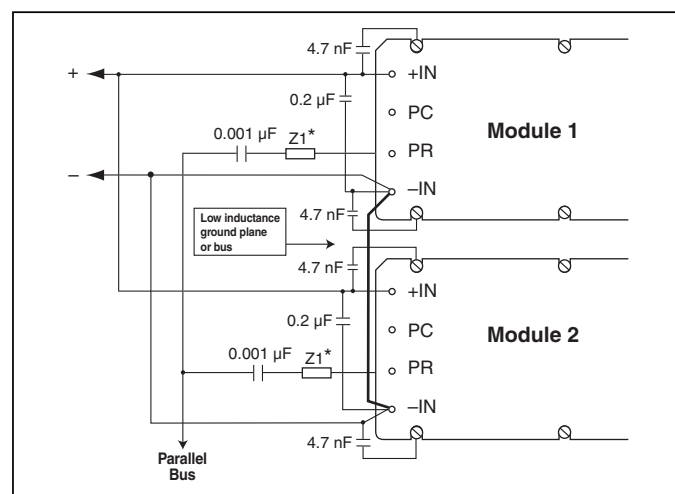 4.7 nF
+
+IN
0.2 µF
PC
Module 1
0.001 µF
Z1*
PR
–
–IN
4.7 nF
Low inductance
ground plane
or bus
4.7 nF
+IN
0.2 µF
PC
Module 2
0.001 µF
Z1*
PR
–IN
4.7 nF
Parallel
Bus